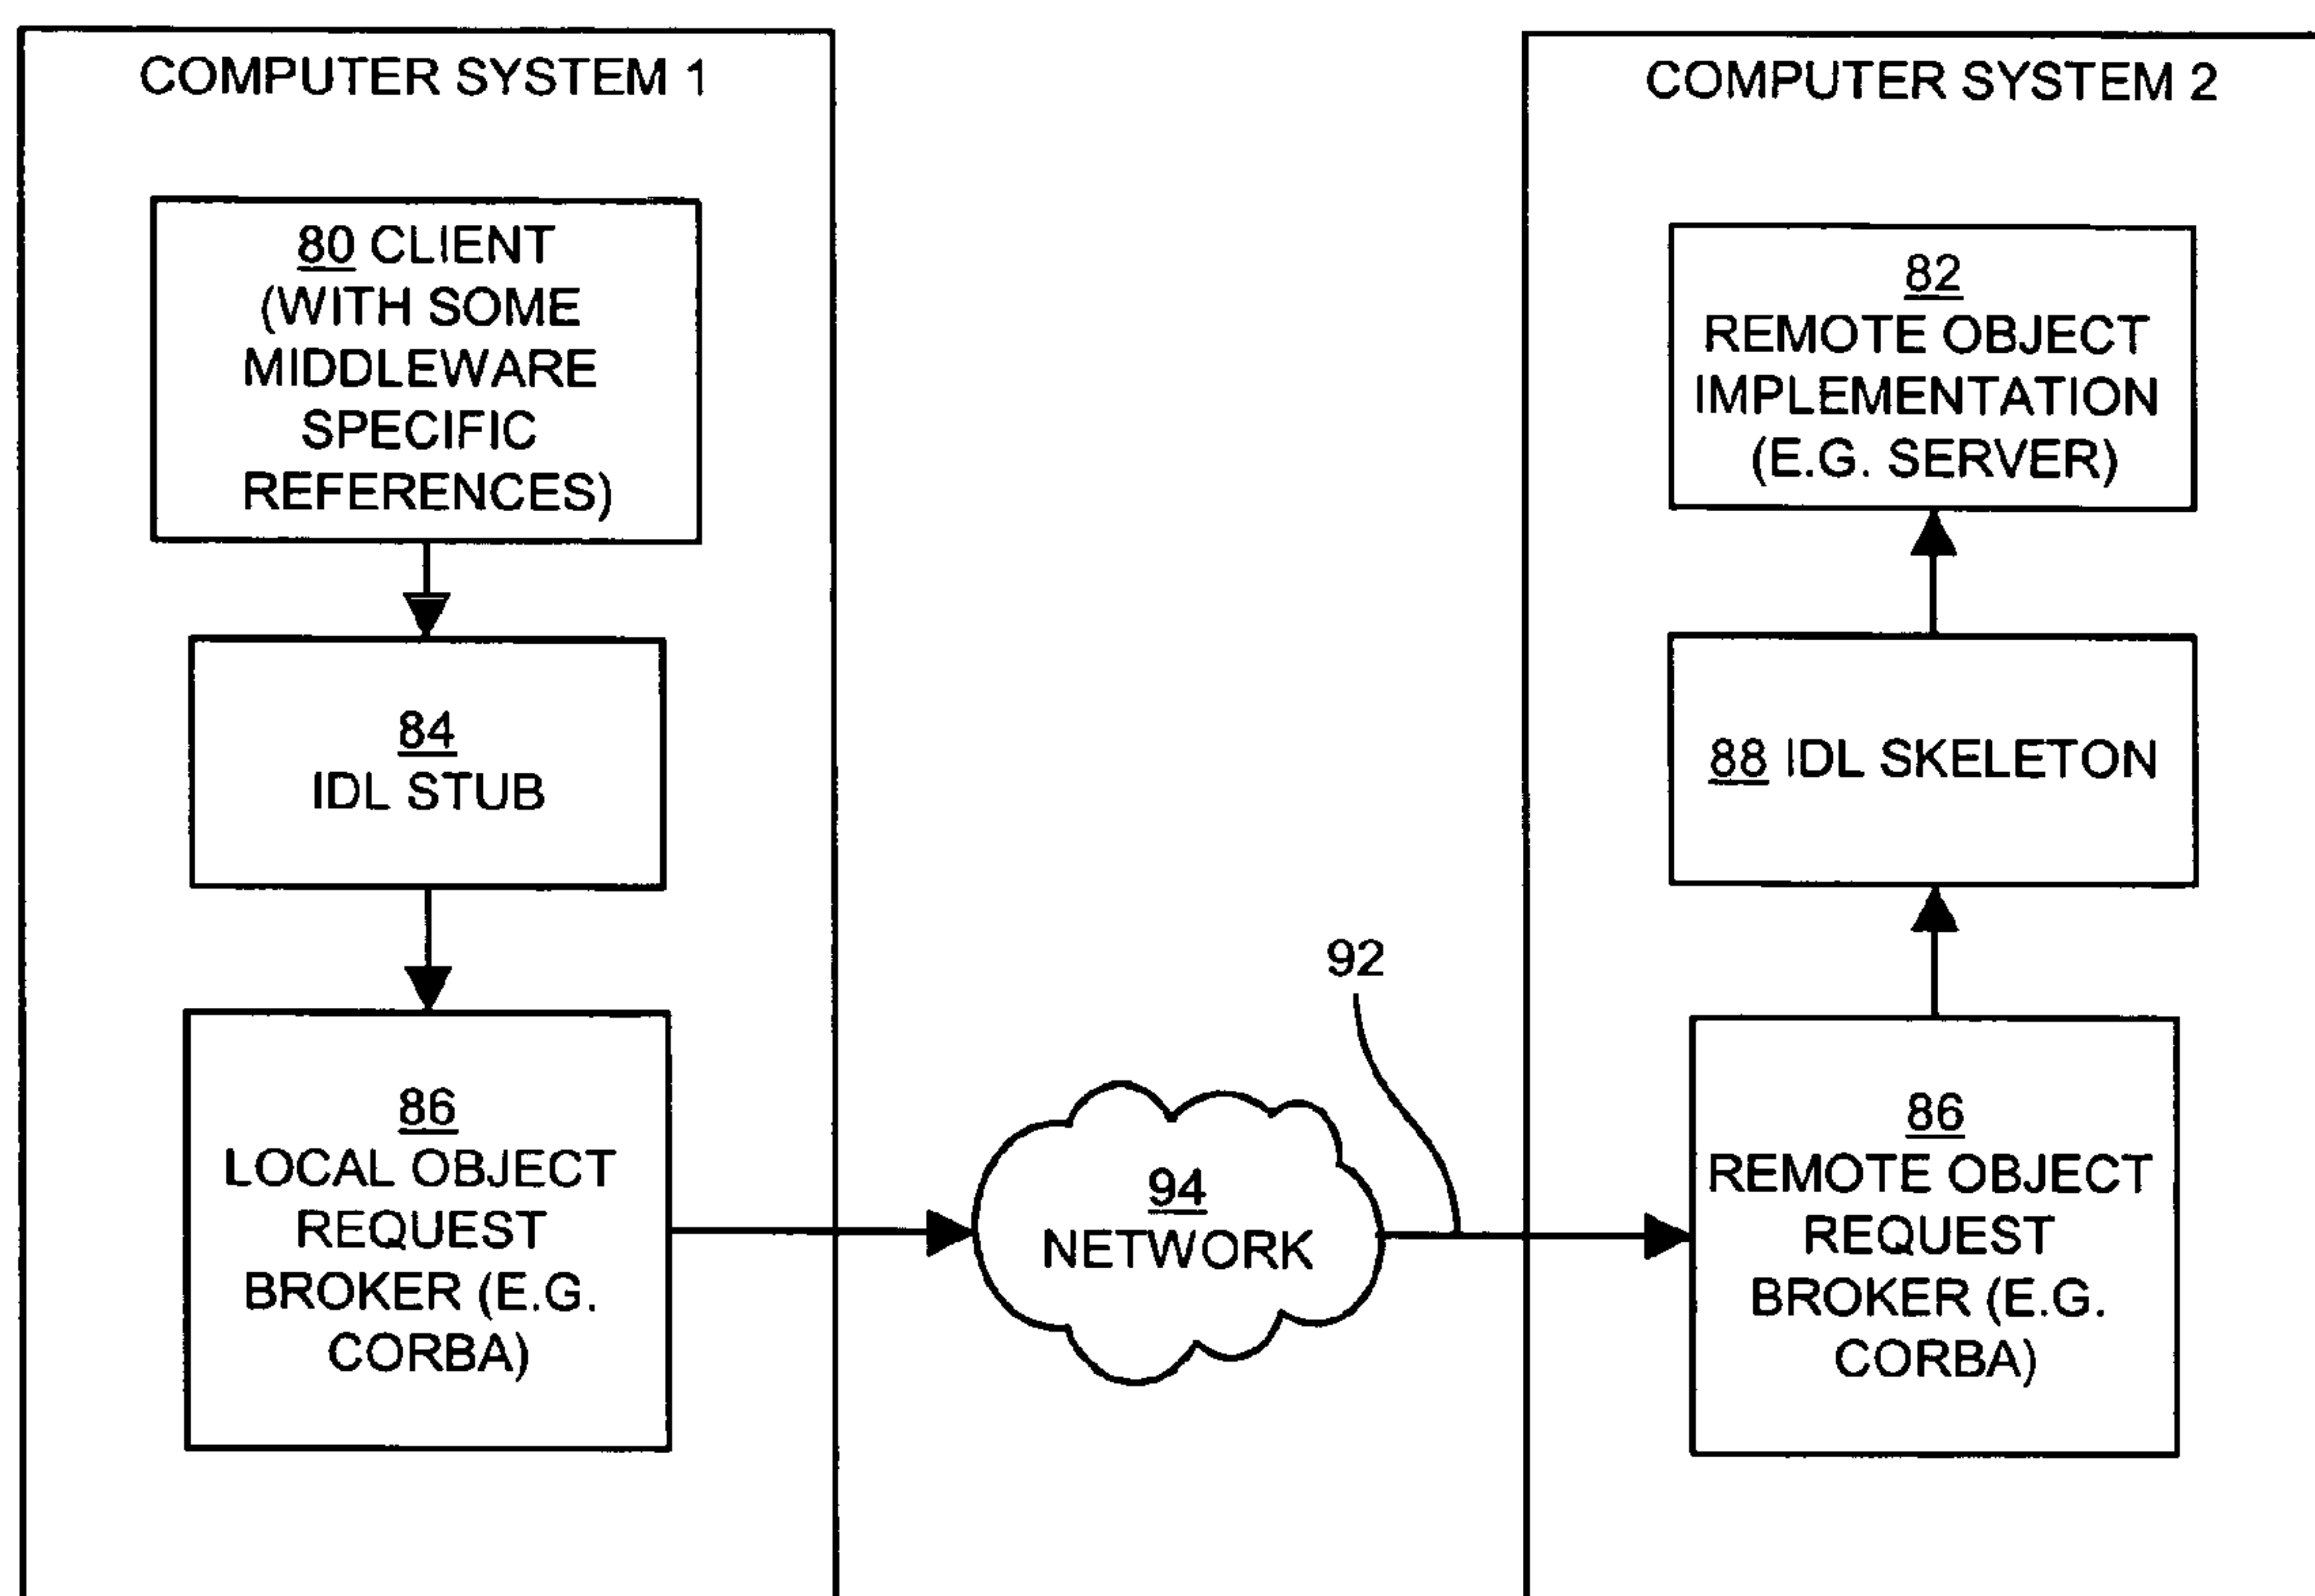 COMPUTER SYSTEM 1
80 CLIENT
(WITH SOME
MIDDLEWARE
SPECIFIC
REFERENCES)
84
IDL STUB
86
LOCAL OBJECT
REQUEST
BROKER (E.G.
CORBA)
94
NETWORK
92
COMPUTER SYSTEM 2
82
REMOTE OBJECT
IMPLEMENTATION
(E.G. SERVER)
88 IDL SKELETON
86
REMOTE OBJECT
REQUEST
BROKER (E.G.
CORBA)